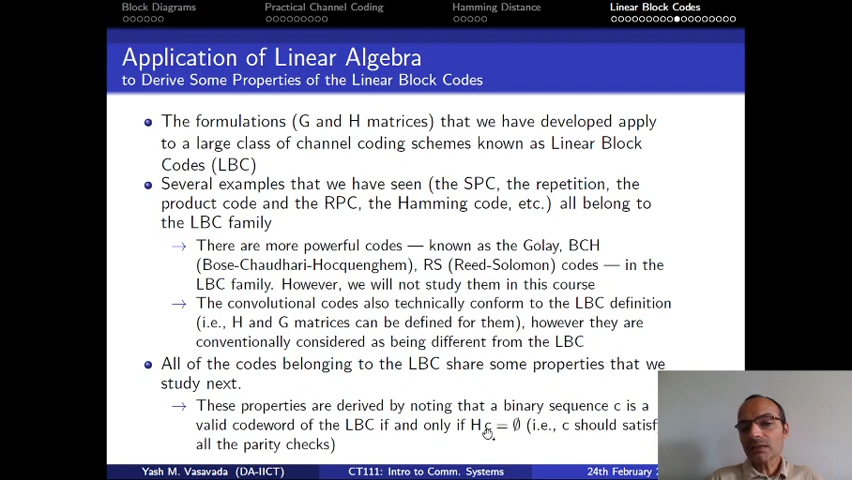 Block Diagrams Practical Channel Coding Hamming Distance Linear Block Codes
Application of Linear Algebra
to Derive Some Properties of the Linear Block Codes
The formulations (G and H matrices) that we have developed apply
to a large class of channel coding schemes known as Linear Block
Codes (LBC)
Several examples that we have seen (the SPC, the repetition, the
product code and the RPC, the Hamming code, etc.) all belong to
the LBC family
→ There are more powerful codes — known as the Golay, BCH
(Bose-Chaudhari-Hocquenghem), RS (Reed-Solomon) codes — in the
LBC family. However, we will not study them in this course
→ The convolutional codes also technically conform to the LBC definition
(i.e., H and G matrices can be defined for them), however they are
conventionally considered as being different from the LBC
All of the codes belonging to the LBC share some properties that we
study next.
→ These properties are derived by noting that a binary sequence c is a
valid codeword of the LBC if and only if H c = ∅ (i.e., c should satisf
all the parity checks)
Yash M. Vasavada (DA-IICT) CT111: Intro to Comm. Systems 24th February